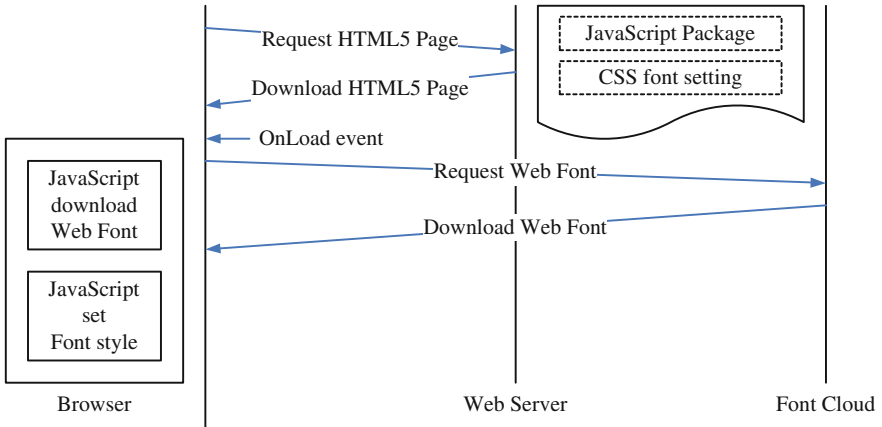 Request HTML5 Page
JavaScript Package
CSS font setting
Download HTML5 Page
OnLoad event
Request Web Font
JavaScript
download
Web Font
Download Web Font
JavaScript
set
Font style
Browser
Web Server
Font Cloud